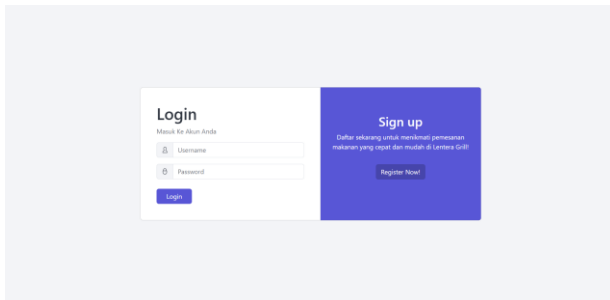 Login
Masuk Ke Akun Anda
Username
Password
Login
Sign up
Daftar sekarang untuk menikmati pemesanan
makanan yang cepat dan mudah di Lentera Grill!
Register Now!